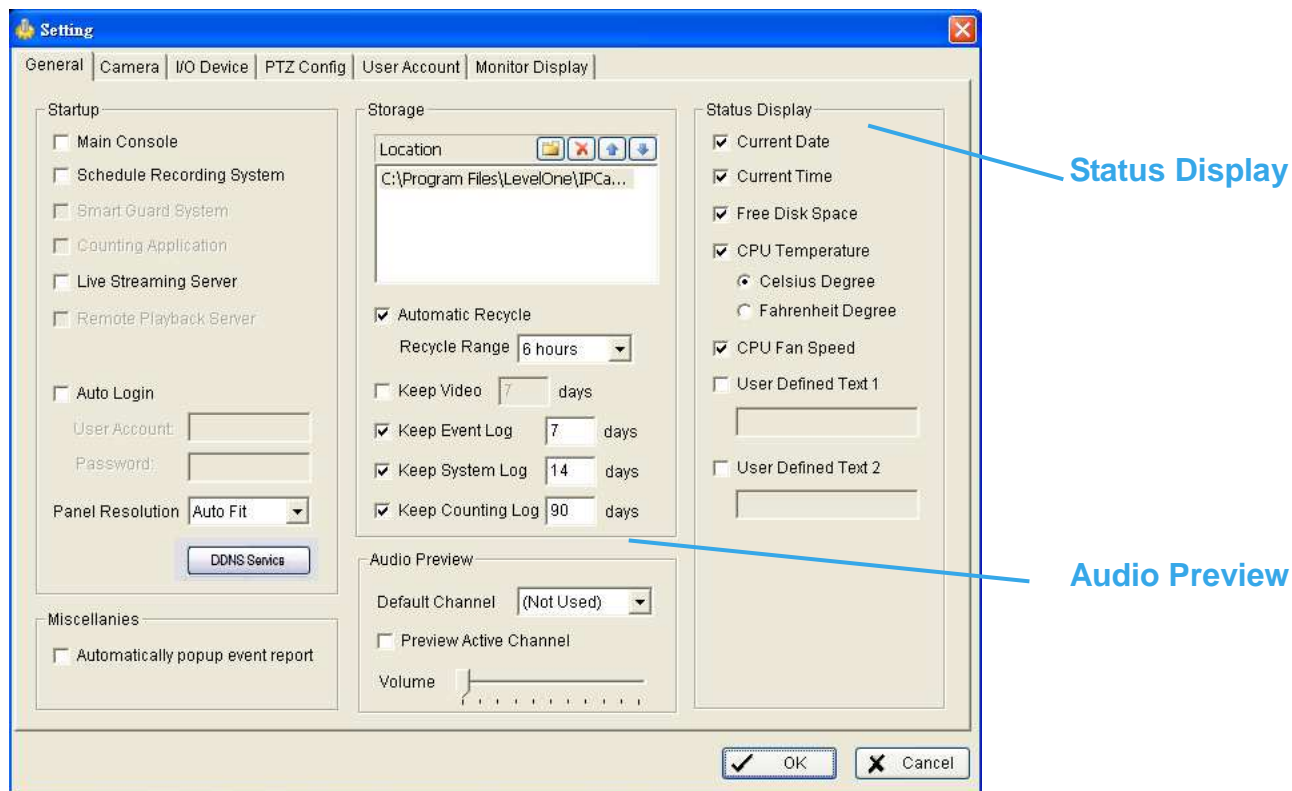 Setting
General Camera I/O Device PTZ Config User Account Monitor Display
Startup
Main Console
Schedule Recording System
Smart Guard System
Counting Application
Live Streaming Server
Remote Playback Server
Auto Login
User Account:
Password:
Panel Resolution Auto Fit
DDNS Service
Miscellanies
Automatically popup event report
Storage
Location
C:\Program Files\LevelOne\IPCa...
Automatic Recycle
Recycle Range 6 hours
Keep Video 7 days
Keep Event Log 7 days
Keep System Log 14 days
Keep Counting Log 90 days
Audio Preview
Default Channel (Not Used)
Preview Active Channel
Volume
Status Display
Current Date
Current Time
Free Disk Space
CPU Temperature
Celsius Degree
Fahrenheit Degree
CPU Fan Speed
User Defined Text 1
User Defined Text 2
OK Cancel
Status Display
Audio Preview